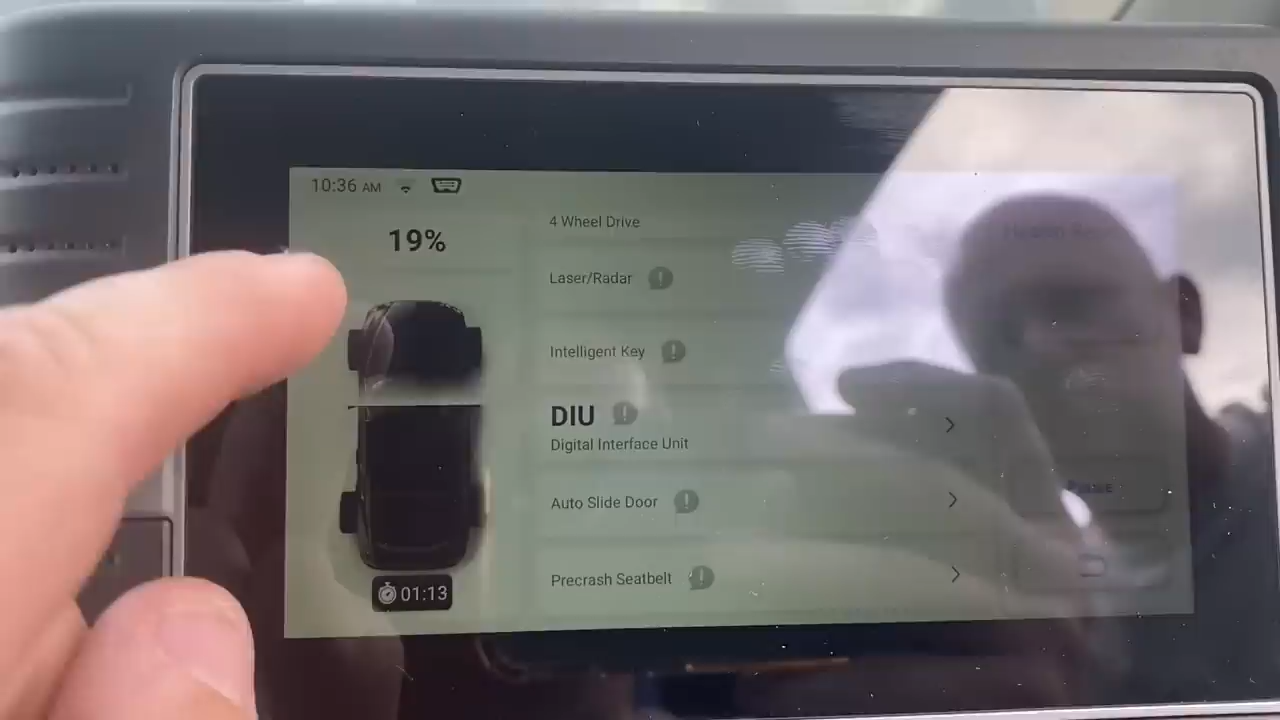 10:36 AM
19%
01:13
4 Wheel Drive
Laser/Radar
Intelligent Key
DIU
Digital Interface Unit
Auto Slide Door
Precrash Seatbelt
Pause